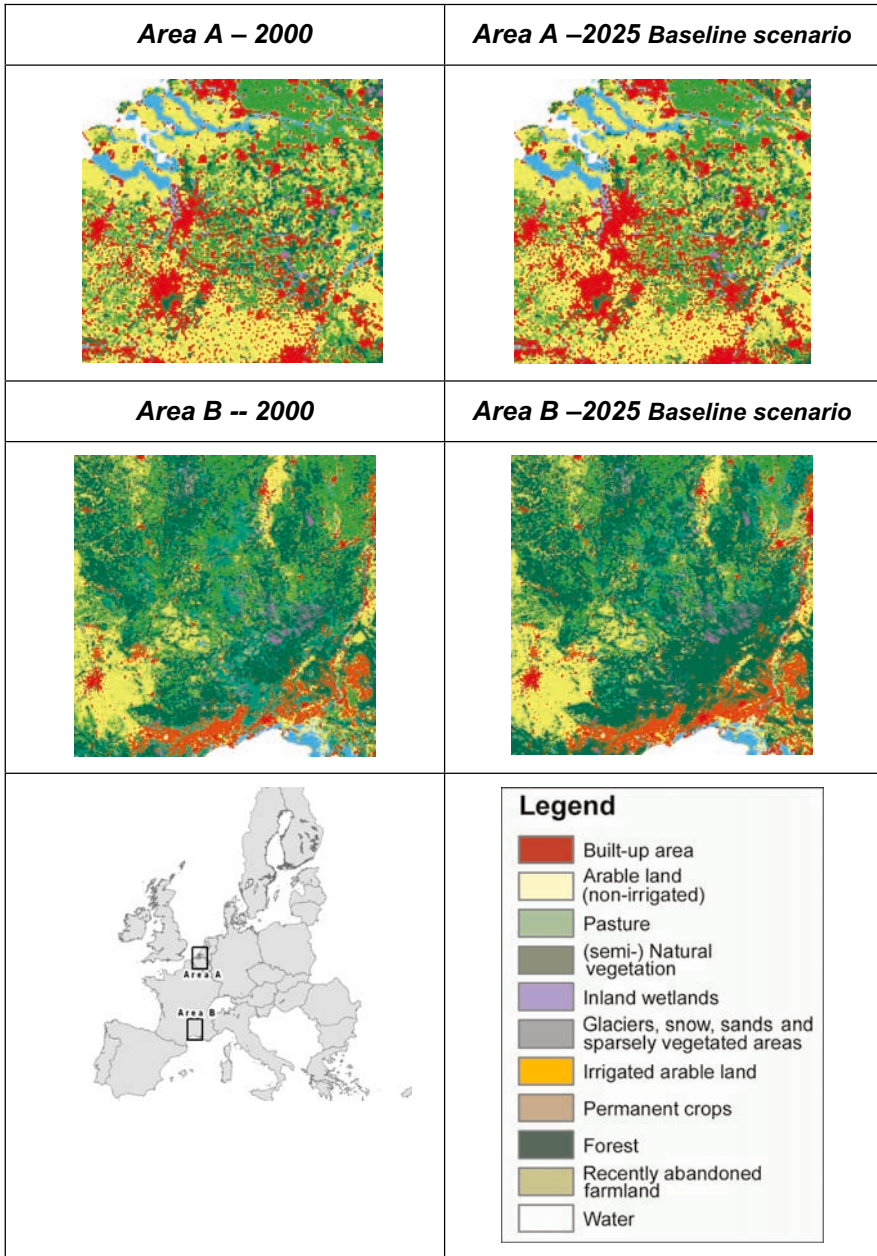 Area A – 2000
Area A –2025 Baseline scenario
Area B -- 2000
Area B –2025 Baseline scenario
Area A
Area B
Legend
Built-up area
Arable land
(non-irrigated)
Pasture
(semi-) Natural
vegetation
Inland wetlands
Glaciers, snow, sands and
sparsely vegetated areas
Irrigated arable land
Permanent crops
Forest
Recently abandoned
farmland
Water